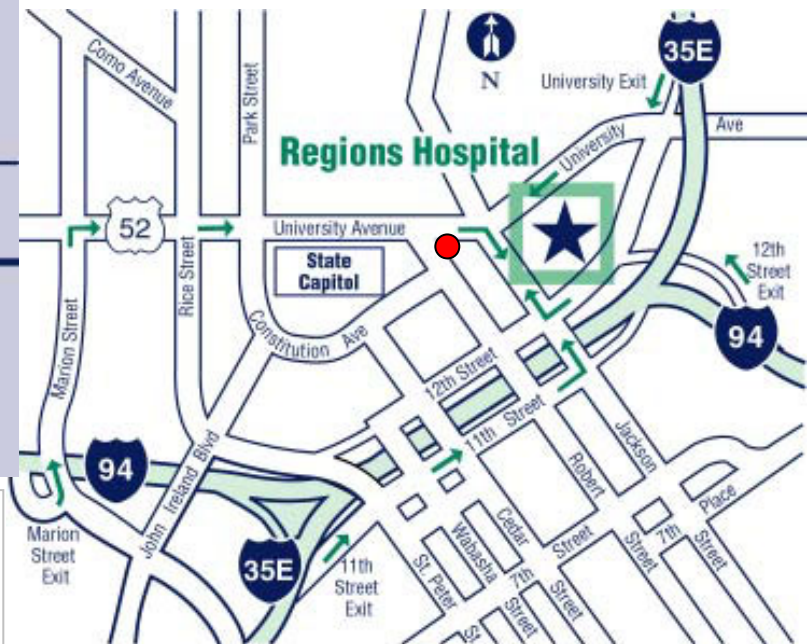 35E
N
University Exit
Como Avenue
Park Street
Regions Hospital
University
Ave
52
University Avenue
State
Capitol
Rice Street
12th
Street
Exit
Marion Street
Constitution Ave
94
12th Street
11th Street
Jackson
Robert
94
John Ireland Blvd
Marion
Street
Exit
35E
11th
Street
Exit
St. Peter
Wabasha
Cedar
7th
Street
Street
Street
Street
7th
Place
Street
St